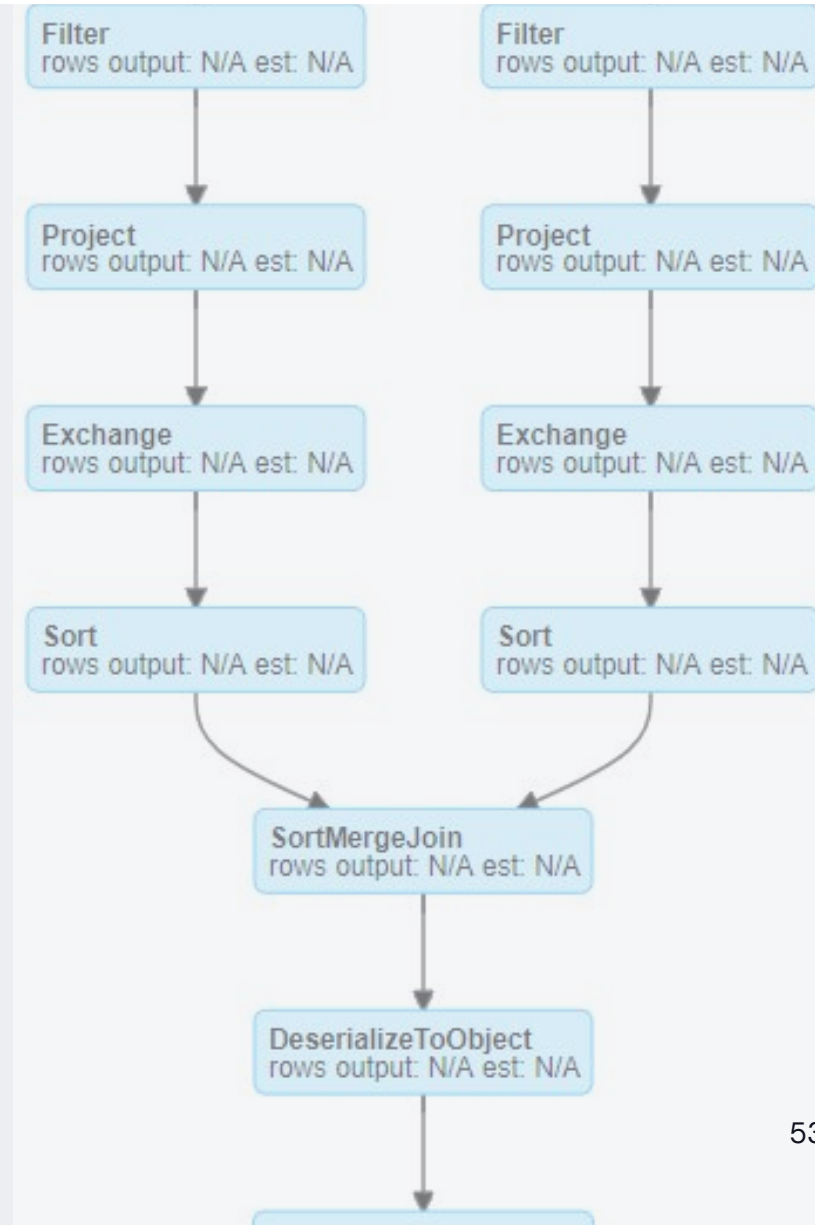 Filter
rows output: N/A est: N/A
Filter
rows output: N/A est: N/A
Project
rows output: N/A est: N/A
Project
rows output: N/A est: N/A
Exchange
rows output: N/A est: N/A
Exchange
rows output: N/A est: N/A
Sort
rows output: N/A est: N/A
Sort
rows output: N/A est: N/A
SortMergeJoin
rows output: N/A est: N/A
DeserializeToObject
rows output: N/A est: N/A
53